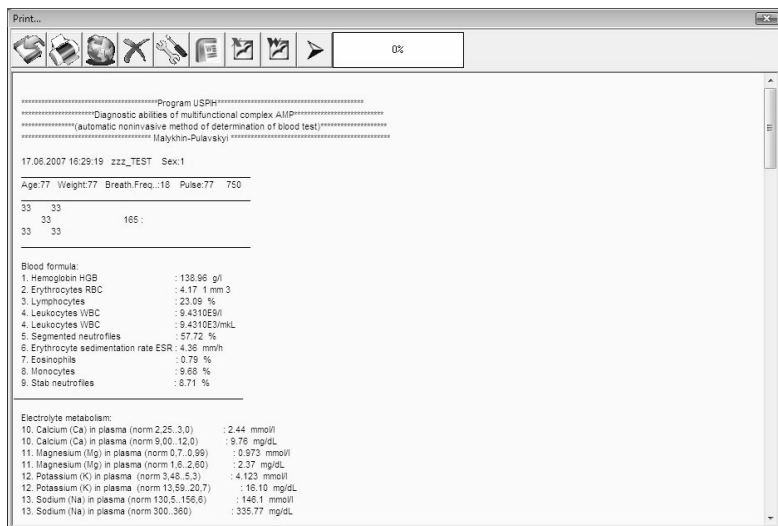 Print...
0%
**************************************Program USPIH*****************************************
********************Diagnostic abilities of multifunctional complex AMP*************************
***************(automatic noninvasive method of determination of blood test)*******************
************************************ Malykhin-Pulavskyi ********************************************
17.06.2007 16:29:19 zzz_TEST Sex:1
Age:77 Weight:77 Breath.Freq..:18 Pulse:77 750
33 33
33 165 :
33 33
Blood formula:
1. Hemoglobin HGB : 138.96 g/l
2. Erythrocytes RBC : 4.17 1 mm 3
3. Lymphocytes : 23.09 %
4. Leukocytes WBC : 9.4310E9/l
4. Leukocytes WBC : 9.4310E3/mkL
5. Segmented neutrofiles : 57.72 %
6. Erythrocyte sedimentation rate ESR : 4.36 mm/h
7. Eosinophils : 0.79 %
8. Monocytes : 9.68 %
9. Stab neutrofiles : 8.71 %
Electrolyte metabolism:
10. Calcium (Ca) in plasma (norm 2,25..3,0) : 2.44 mmol/l
10. Calcium (Ca) in plasma (norm 9,00..12,0) : 9.76 mg/dL
11. Magnesium (Mg) in plasma (norm 0,7..0,99) : 0.973 mmol/l
11. Magnesium (Mg) in plasma (norm 1,6..2,60) : 2.37 mg/dL
12. Potassium (K) in plasma (norm 3,48..5,3) : 4.123 mmol/l
12. Potassium (K) in plasma (norm 13,59..20,7) : 16.10 mg/dL
13. Sodium (Na) in plasma (norm 130,5..156,6) : 146.1 mmol/l
13. Sodium (Na) in plasma (norm 300..360) : 335.77 mg/dL